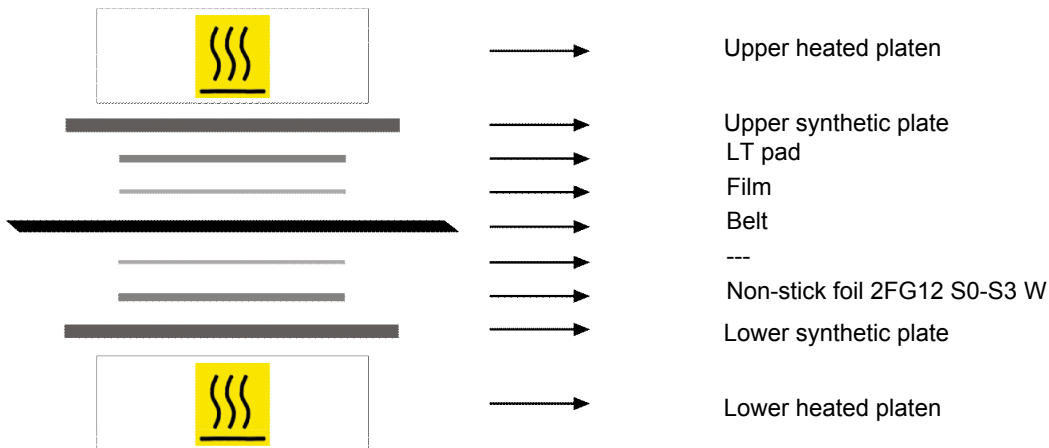 Upper heated platen
Upper synthetic plate
LT pad
Film
Belt
---
Non-stick foil 2FG12 S0-S3 W
Lower synthetic plate
Lower heated platen